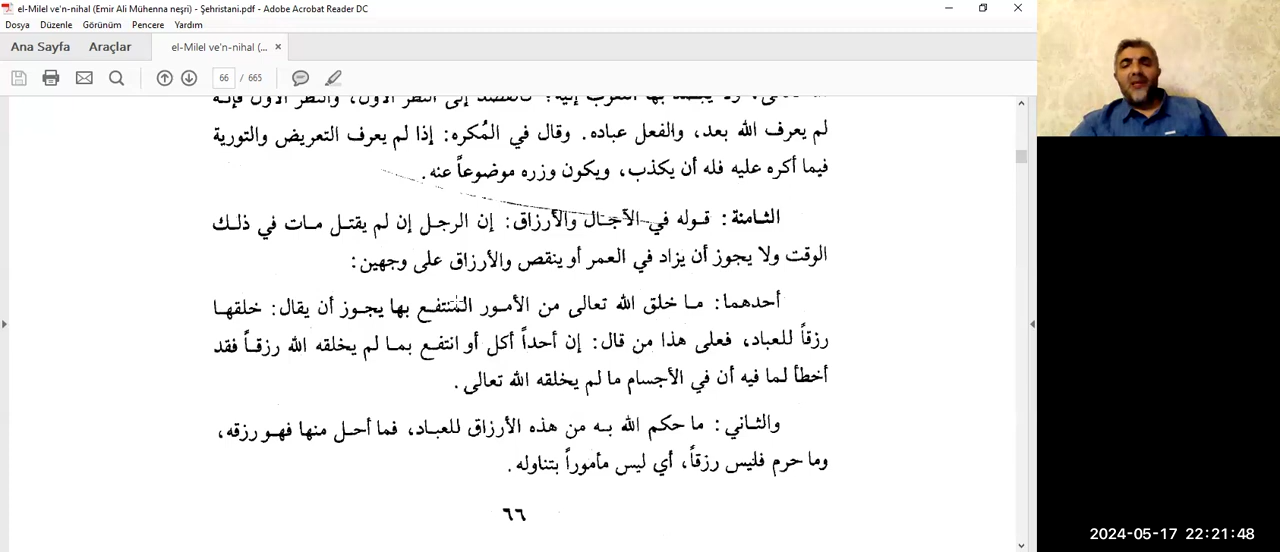 el-Milel ve'n-nihal (Emir Ali Mühenna neşri) - Şehristani.pdf - Adobe Acrobat Reader DC
Dosya Düzenle Görünüm Pencere Yardım
Ana Sayfa Araçlar el-Milel ve'n-nihal (... ×
66 / 665
لم يعرف الله بعد، والفعل عباده. وقال في المُكره: إذا لم يعرف التعريض والتورية
فيما أكره عليه فله أن يكذب، ويكون وزره موضوعاً عنه.
الثامنة: قوله في الآجال والأرزاق: إن الرجل إن لم يقتل مات في ذلك
الوقت ولا يجوز أن يزاد في العمر أو ينقص والأرزاق على وجهين:
أحدهما: ما خلق الله تعالى من الأمور المنتفع بها يجوز أن يقال: خلقها
رزقاً للعباد، فعلى هذا من قال: إن أحداً أكل أو انتفع بما لم يخلقه الله رزقاً فقد
أخطأ لما فيه أن في الأجسام ما لم يخلقه الله تعالى.
والثاني: ما حكم الله به من هذه الأرزاق للعباد، فما أحل منها فهو رزقه،
وما حرم فليس رزقاً، أي ليس مأموراً بتناوله.
٦٦
2024-05-17 22:21:48